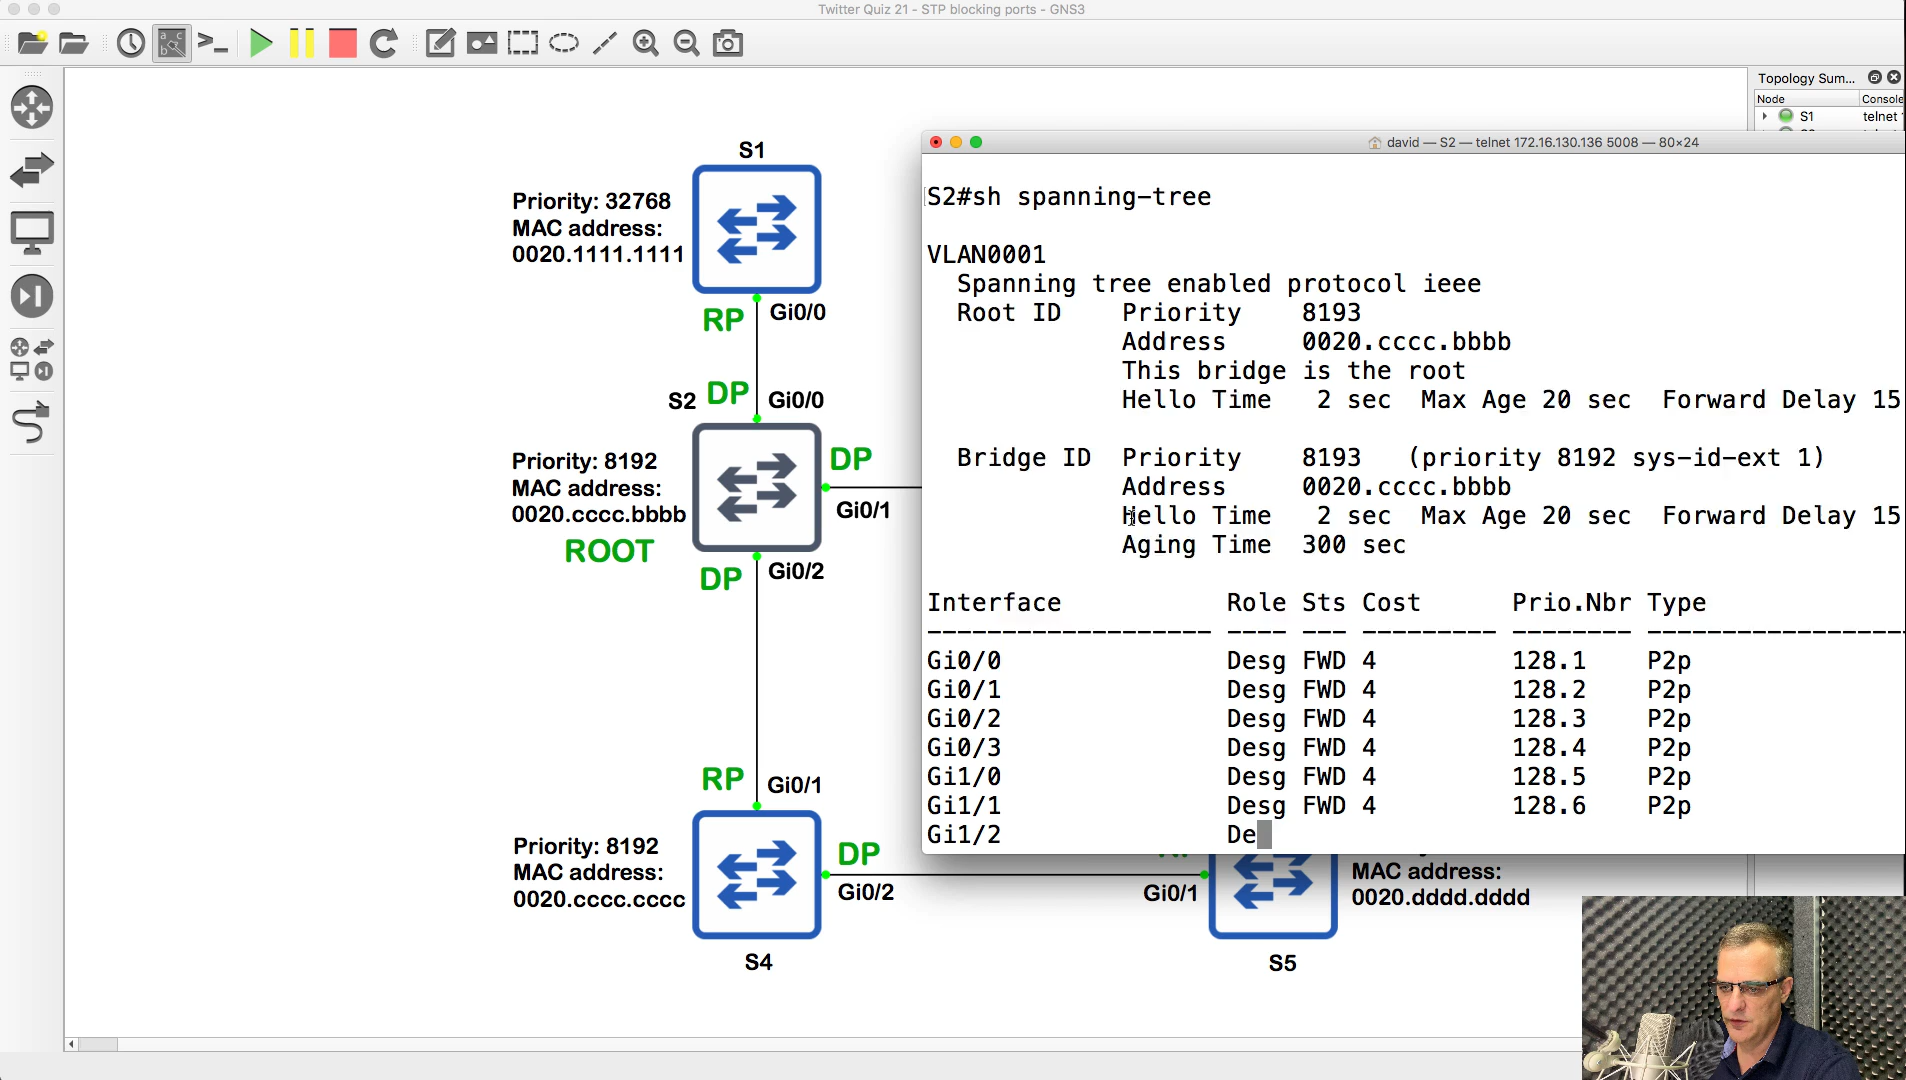 Twitter Quiz 21 - STP blocking ports - GNS3
Topology Sum...
Node Console
S1 telnet
S1
Priority: 32768
MAC address:
0020.1111.1111
RP Gi0/0
S2 DP Gi0/0
Priority: 8192
MAC address:
0020.cccc.bbbb
ROOT
DP
Gi0/1
DP Gi0/2
RP Gi0/1
Priority: 8192
MAC address:
0020.cccc.cccc
DP
Gi0/2
S4
Gi0/1
MAC address:
0020.dddd.dddd
S5
david — S2 — telnet 172.16.130.136 5008 — 80×24
S2#sh spanning-tree
VLAN0001
Spanning tree enabled protocol ieee
Root ID Priority 8193
Address 0020.cccc.bbbb
This bridge is the root
Hello Time 2 sec Max Age 20 sec Forward Delay 15
Bridge ID Priority 8193 (priority 8192 sys-id-ext 1)
Address 0020.cccc.bbbb
Hello Time 2 sec Max Age 20 sec Forward Delay 15
Aging Time 300 sec
Interface Role Sts Cost Prio.Nbr Type
------------------- ---- --- --------- -------- -----------------
Gi0/0 Desg FWD 4 128.1 P2p
Gi0/1 Desg FWD 4 128.2 P2p
Gi0/2 Desg FWD 4 128.3 P2p
Gi0/3 Desg FWD 4 128.4 P2p
Gi1/0 Desg FWD 4 128.5 P2p
Gi1/1 Desg FWD 4 128.6 P2p
Gi1/2 De